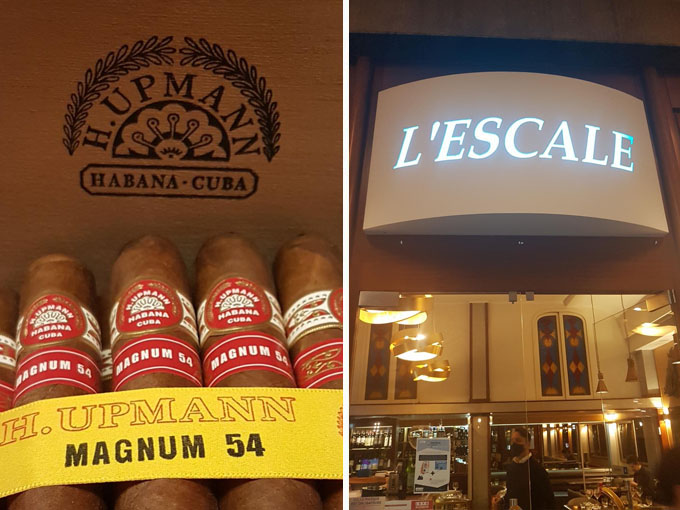 H. UPMANN
HABANA - CUBA
H. UPMANN
HABANA
CUBA
MAGNUM 54
H. UPMANN
HABANA
CUBA
MAGNUM 54
H. UPMANN
HABANA
CUBA
MAGNUM 54
H. UPMANN
MAGNUM 54
L'ESCALE